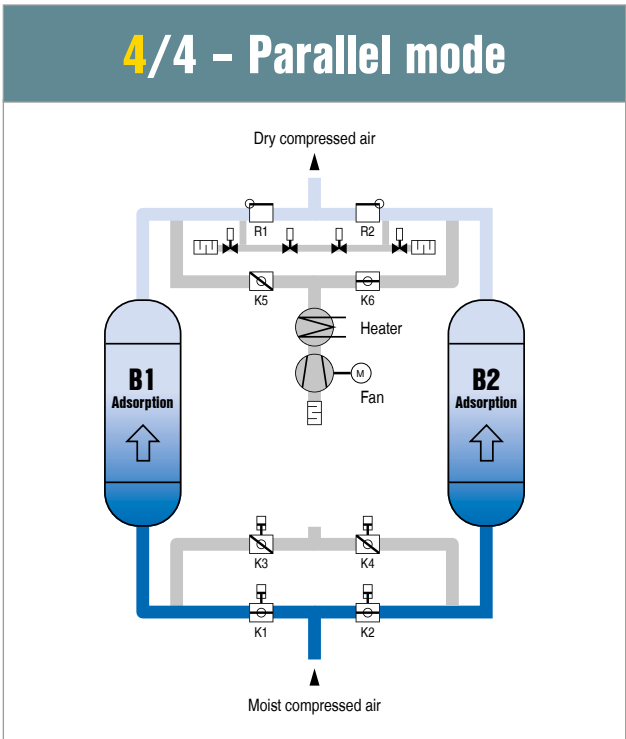 4/4 – Parallel mode
Dry compressed air
R1 R2
K5 K6
Heater
B1 Adsorption
M
B2 Adsorption
Fan
K3 K4
K1 K2
Moist compressed air